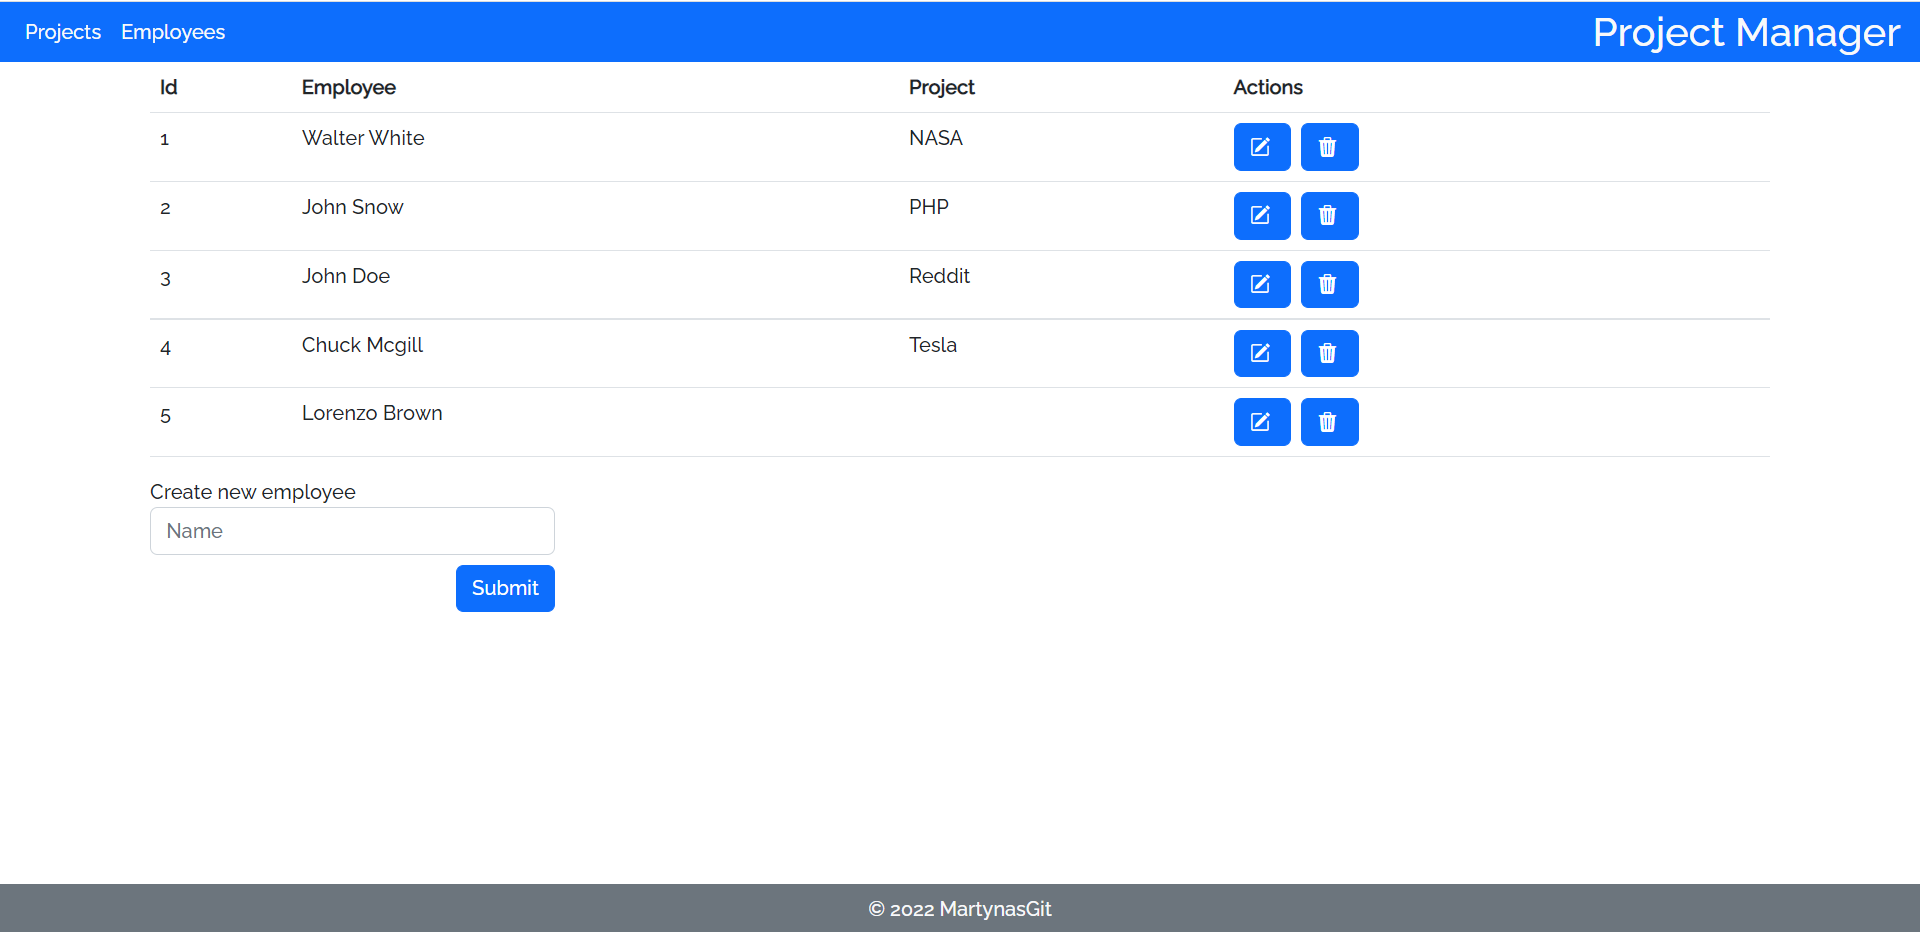 Projects Employees Project Manager
Id Employee Project Actions
1 Walter White NASA
2 John Snow PHP
3 John Doe Reddit
4 Chuck Mcgill Tesla
5 Lorenzo Brown
Create new employee
Name
Submit
© 2022 MartynasGit